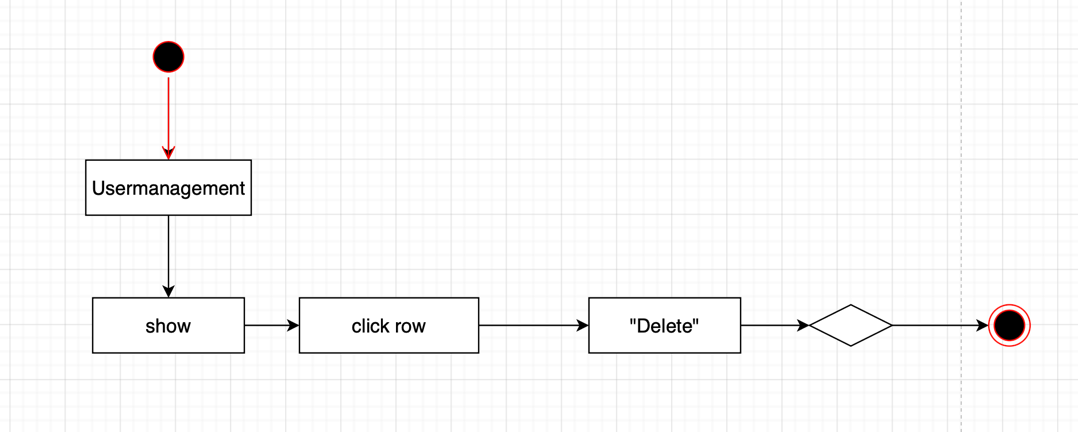 Usermanagement
show
click row
"Delete"